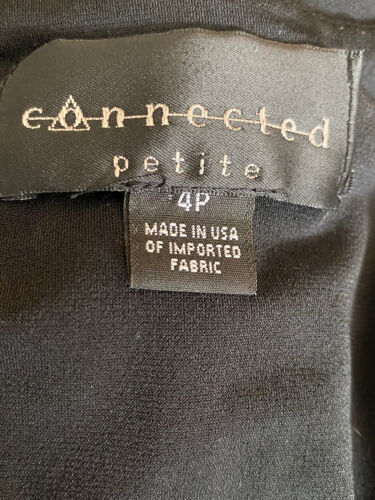 connected
petite
4P
MADE IN USA
OF IMPORTED
FABRIC